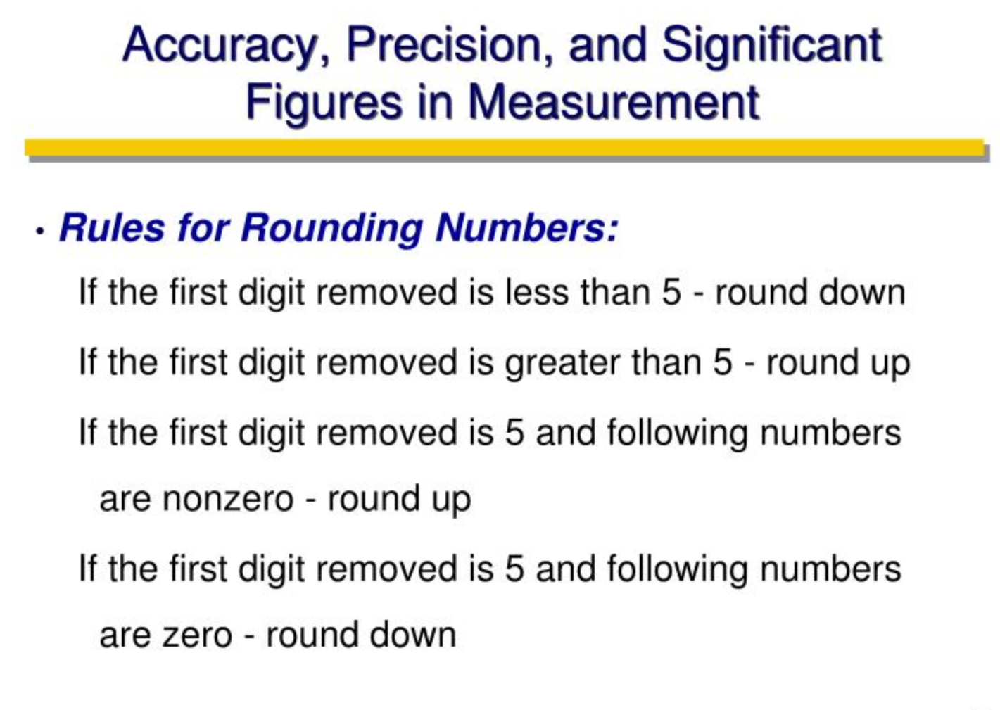 Accuracy, Precision, and Significant
Figures in Measurement
• Rules for Rounding Numbers:
If the first digit removed is less than 5 - round down
If the first digit removed is greater than 5 - round up
If the first digit removed is 5 and following numbers
are nonzero - round up
If the first digit removed is 5 and following numbers
are zero - round down